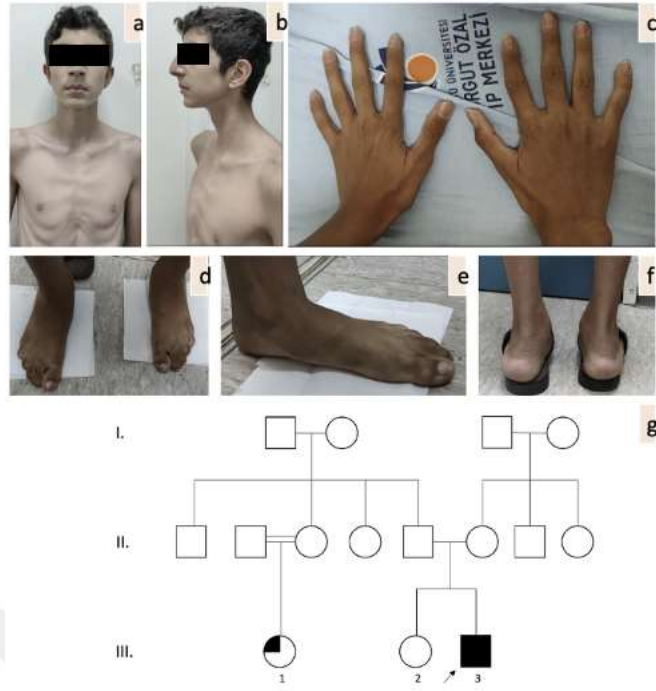 a
b
c
ÜNİVERSİTESİ
RGUT ÖZAL
IP MERKEZİ
d
e
f
g
I.
II.
III.
1
2
3